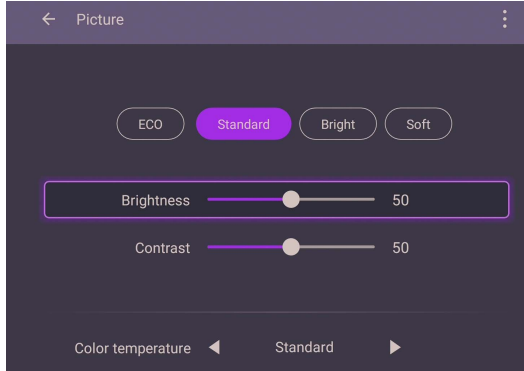 Picture
ECO Standard Bright Soft
Brightness 50
Contrast 50
Color temperature Standard